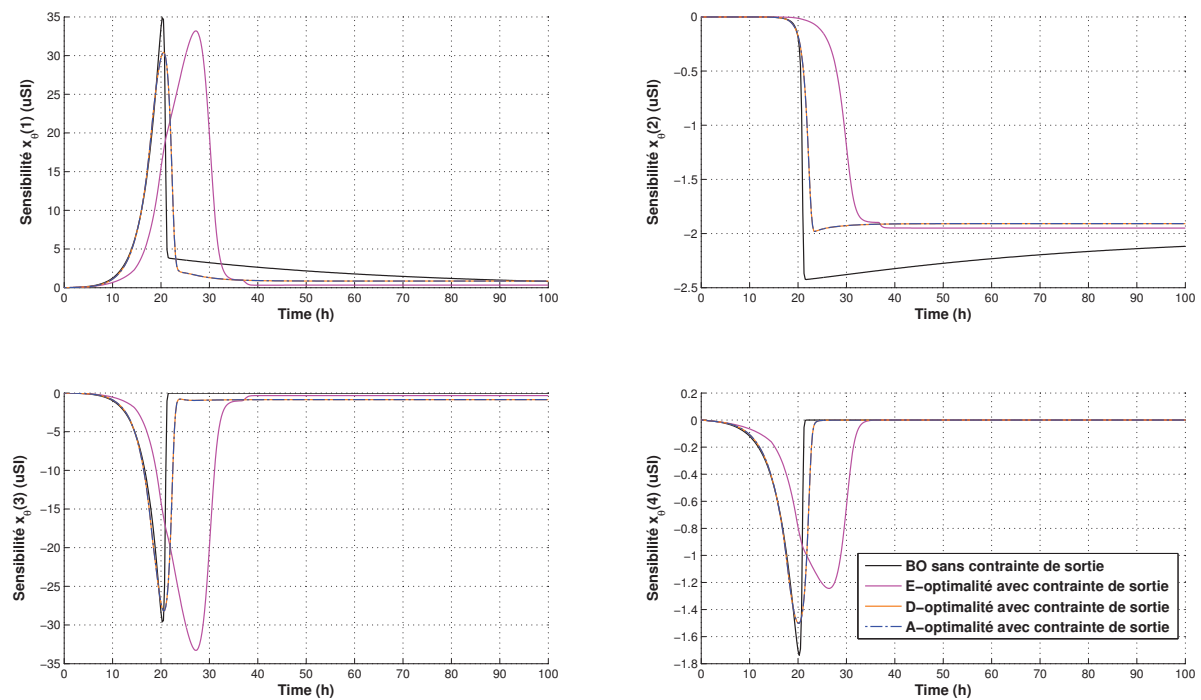 35
30
25
20
15
10
5
0
Sensibilité xθ(1) (uSI)
0 10 20 30 40 50 60 70 80 90 100
Time (h)
0
−0.5
−1
−1.5
−2
−2.5
Sensibilité xθ(2) (uSI)
0 10 20 30 40 50 60 70 80 90 100
Time (h)
0
−5
−10
−15
−20
−25
−30
−35
Sensibilité xθ(3) (uSI)
0 10 20 30 40 50 60 70 80 90 100
Time (h)
0.2
0
−0.2
−0.4
−0.6
−0.8
−1
−1.2
−1.4
−1.6
−1.8
Sensibilité xθ(4) (uSI)
0 10 20 30 40 50 60 70 80 90 100
Time (h)
BO sans contrainte de sortie
E−optimalité avec contrainte de sortie
D−optimalité avec contrainte de sortie
A−optimalité avec contrainte de sortie